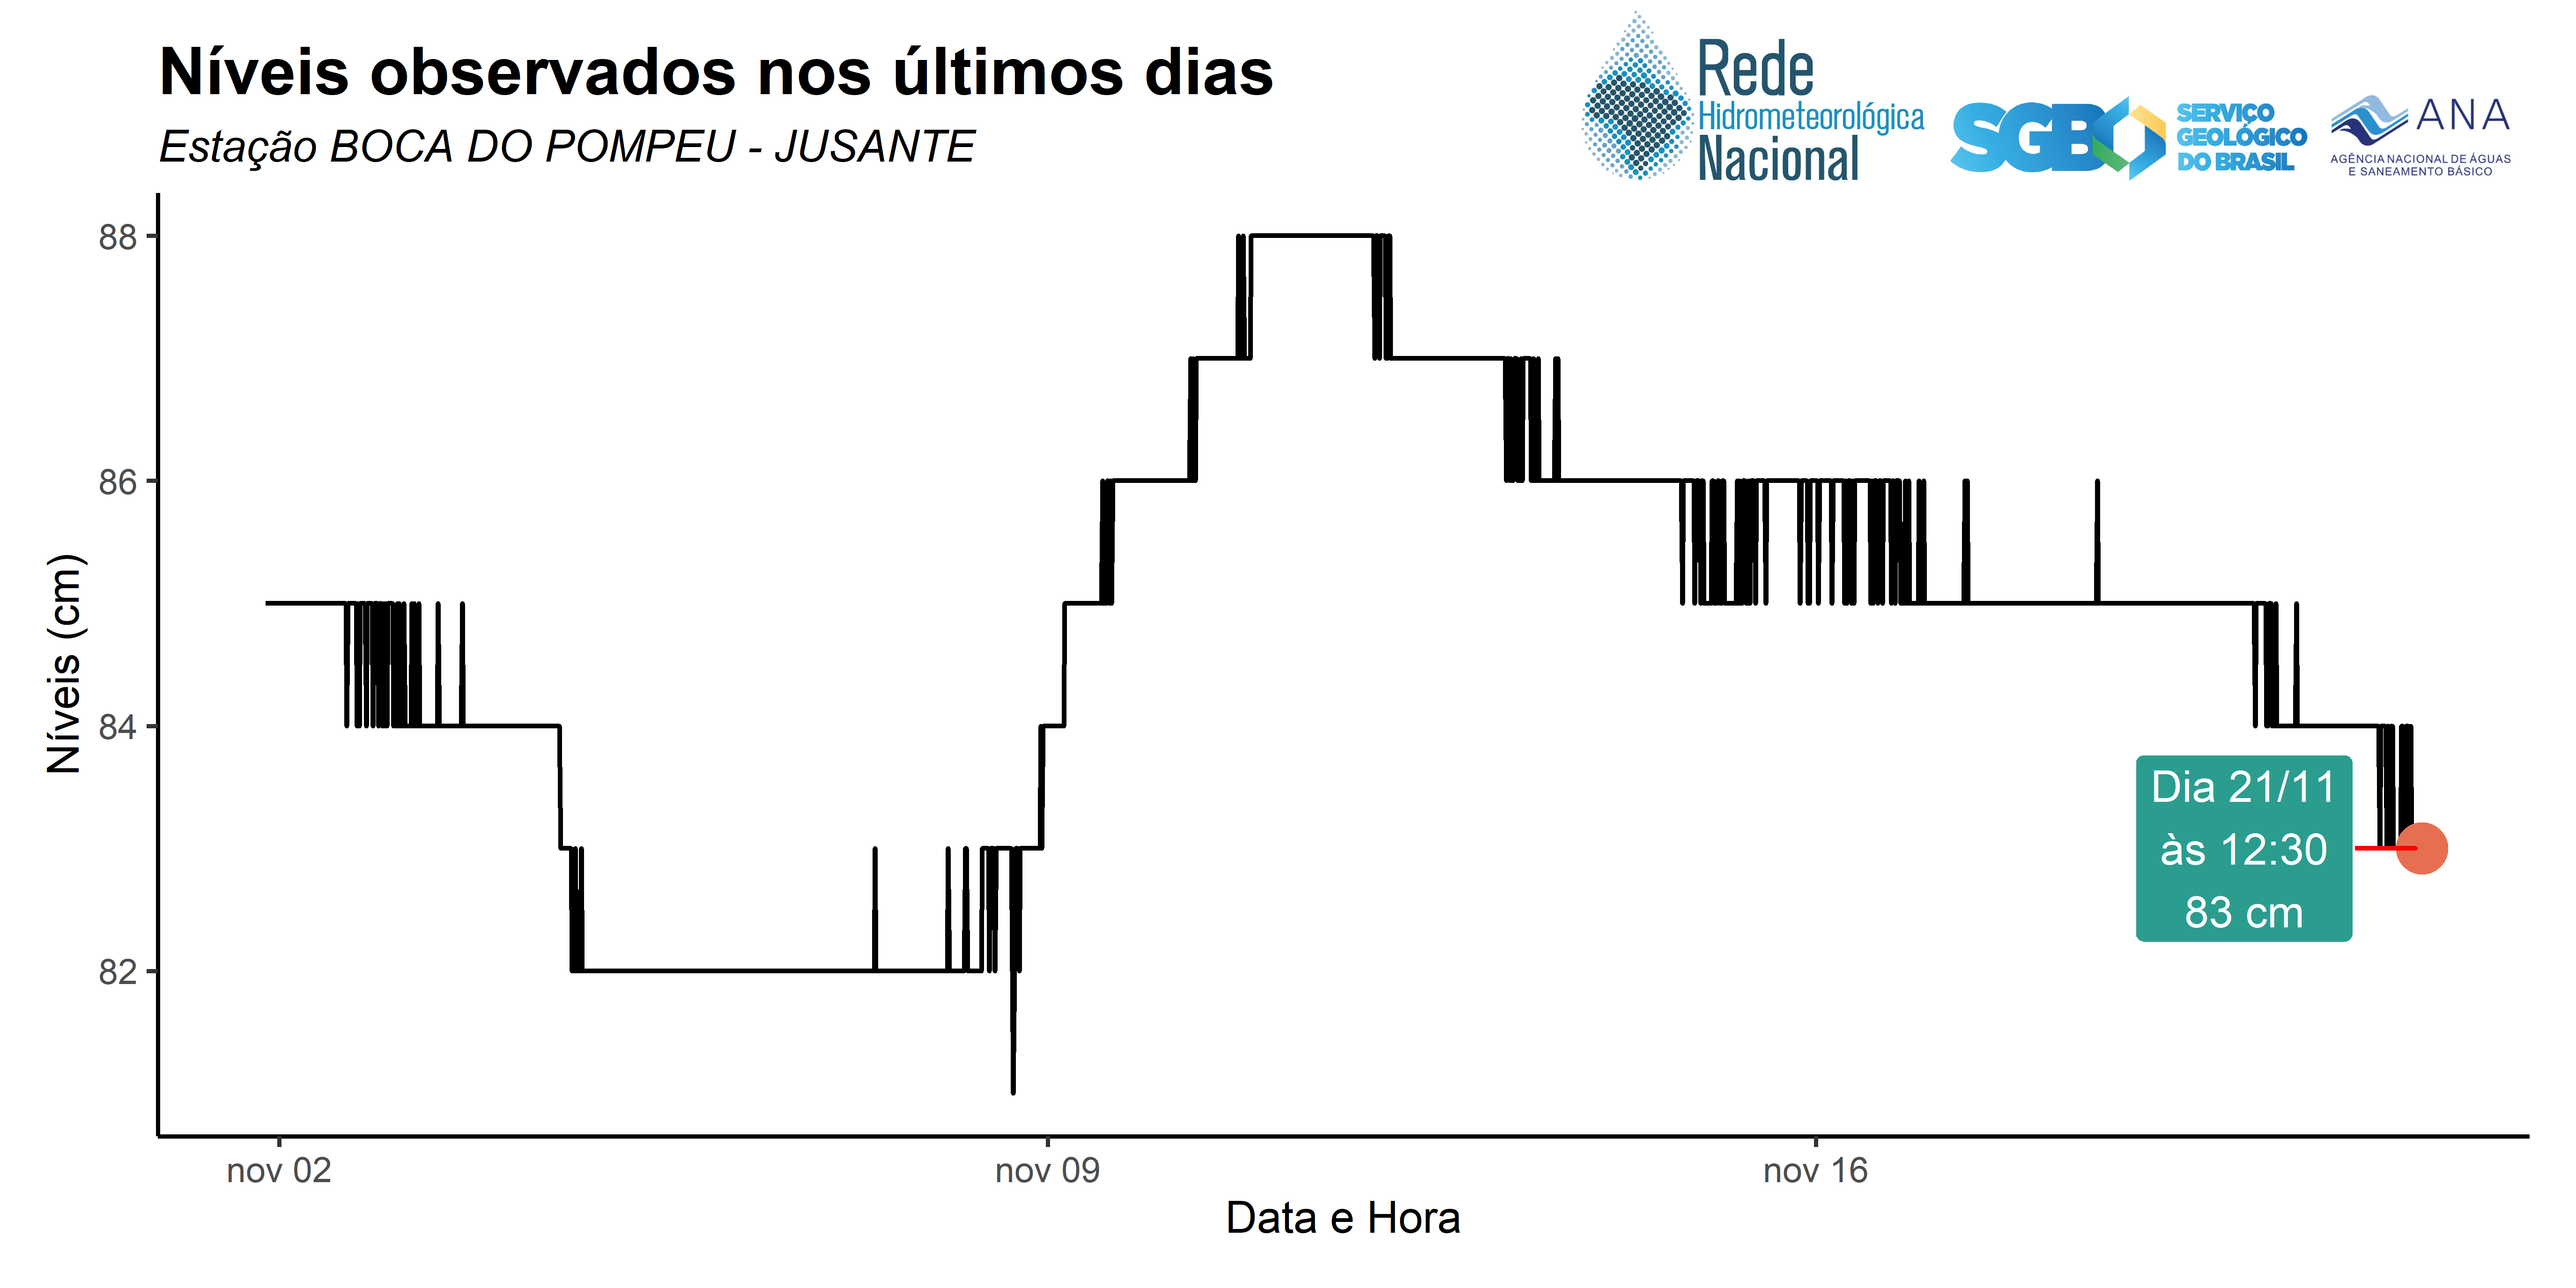 Níveis observados nos últimos dias
Estação BOCA DO POMPEU - JUSANTE
Rede
Hidrometeorológica
Nacional
SGB
SERVIÇO
GEOLÓGICO
DO BRASIL
ANA
AGÊNCIA NACIONAL DE ÁGUAS
E SANEAMENTO BÁSICO
Níveis (cm)
88
86
84
82
Dia 21/11
às 12:30
83 cm
nov 02
nov 09
nov 16
Data e Hora